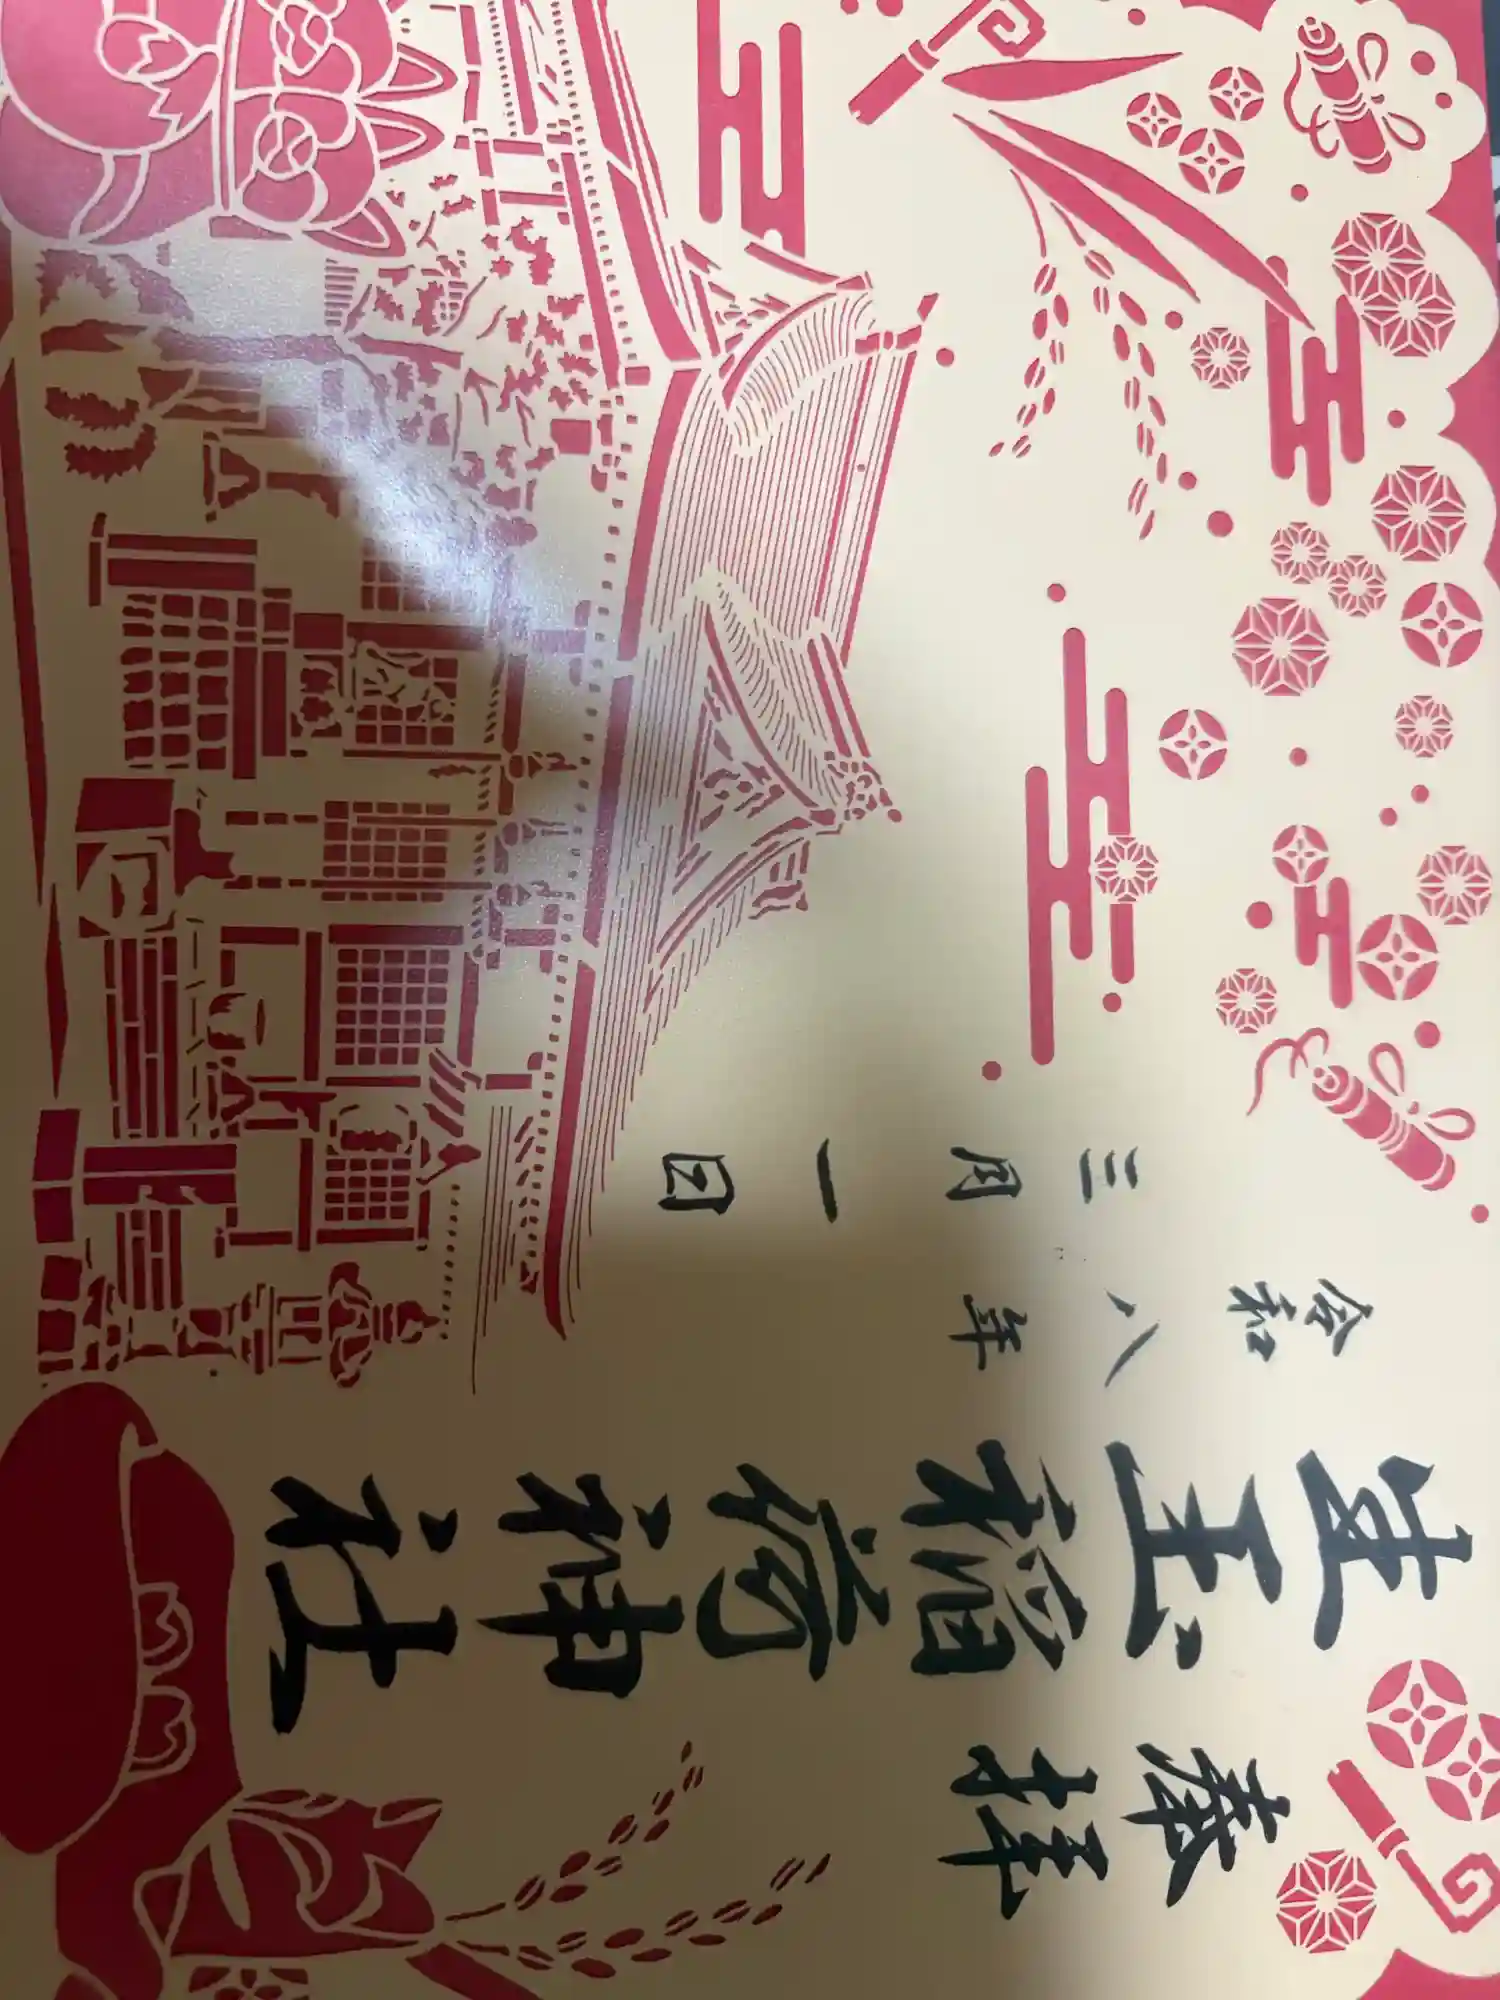 奉拝
生玉稲荷神社
令和八年
三月一日